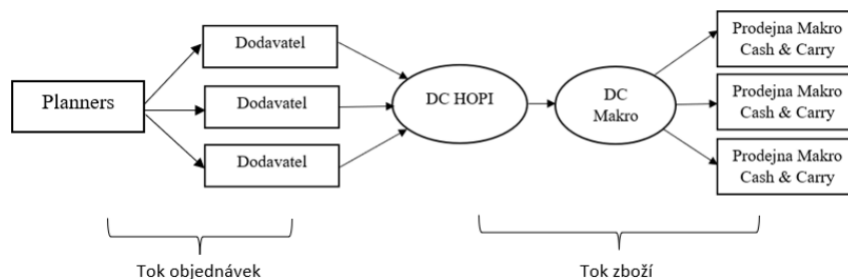 Planners
Dodavatel
Dodavatel
Dodavatel
DC HOPI
DC
Makro
Prodejna Makro
Cash & Carry
Prodejna Makro
Cash & Carry
Prodejna Makro
Cash & Carry
Tok objednávek
Tok zboží